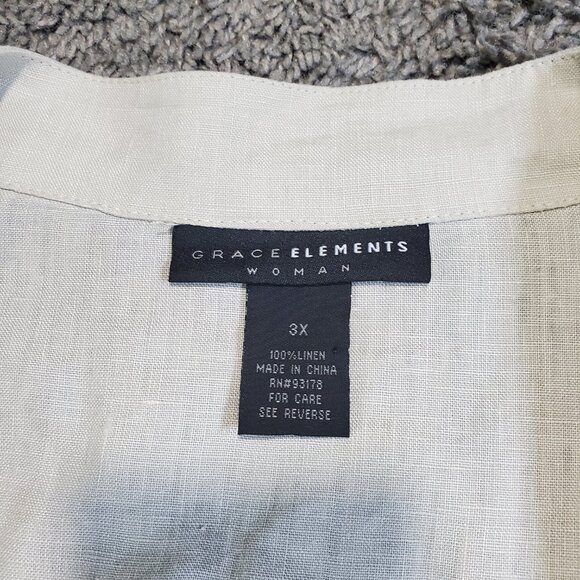 GRACE ELEMENTS
WOMAN
3X
100% LINEN
MADE IN CHINA
RN#93178
FOR CARE
SEE REVERSE